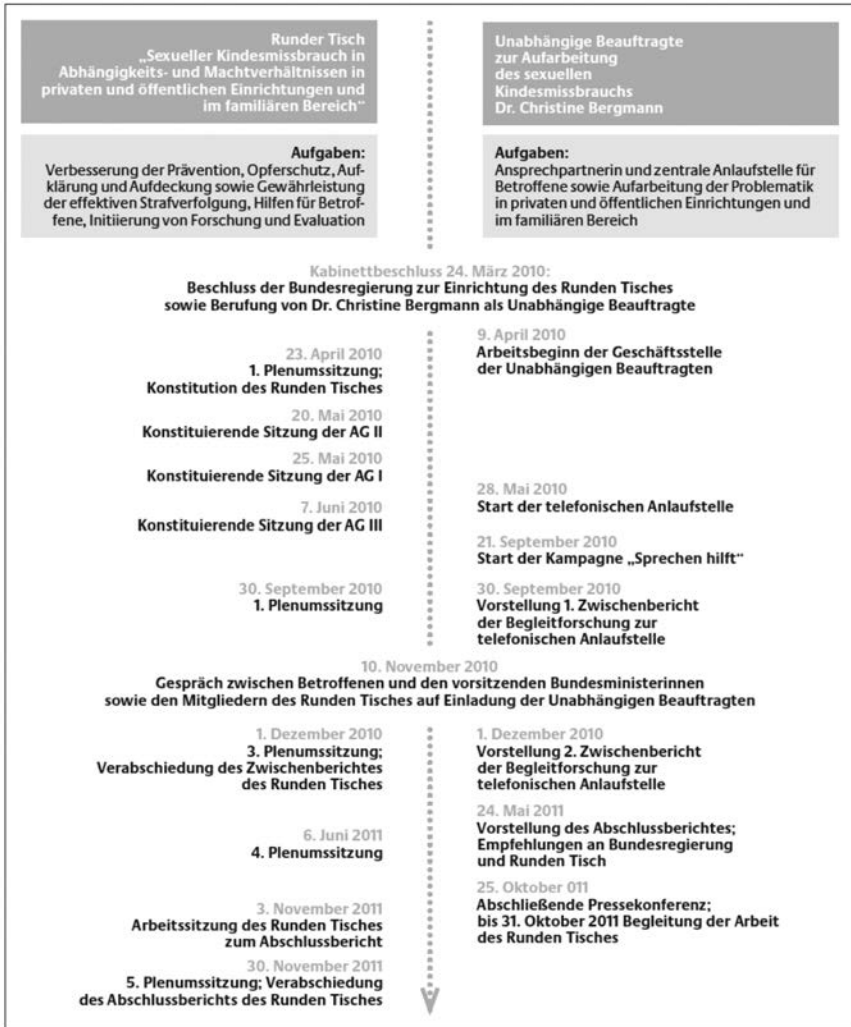 Runder Tisch
„Sexueller Kindesmissbrauch in
Abhängigkeits- und Machtverhältnissen in
privaten und öffentlichen Einrichtungen und
im familiären Bereich“
Unabhängige Beauftragte
zur Aufarbeitung
des sexuellen
Kindesmissbrauchs
Dr. Christine Bergmann
Aufgaben:
Verbesserung der Prävention, Opferschutz, Auf-
klärung und Aufdeckung sowie Gewährleistung
der effektiven Strafverfolgung, Hilfen für Betrof-
fene, Initiierung von Forschung und Evaluation
Aufgaben:
Ansprechpartnerin und zentrale Anlaufstelle für
Betroffene sowie Aufarbeitung der Problematik
in privaten und öffentlichen Einrichtungen und
im familiären Bereich
Kabinettbeschluss 24. März 2010:
Beschluss der Bundesregierung zur Einrichtung des Runden Tisches
sowie Berufung von Dr. Christine Bergmann als Unabhängige Beauftragte
9. April 2010
Arbeitsbeginn der Geschäftsstelle
der Unabhängigen Beauftragten
23. April 2010
1. Plenumssitzung;
Konstitution des Runden Tisches
20. Mai 2010
Konstituierende Sitzung der AG II
25. Mai 2010
Konstituierende Sitzung der AG I
28. Mai 2010
Start der telefonischen Anlaufstelle
7. Juni 2010
Konstituierende Sitzung der AG III
21. September 2010
Start der Kampagne „Sprechen hilft“
30. September 2010
1. Plenumssitzung
30. September 2010
Vorstellung 1. Zwischenbericht
der Begleitforschung zur
telefonischen Anlaufstelle
10. November 2010
Gespräch zwischen Betroffenen und den vorsitzenden Bundesministerinnen
sowie den Mitgliedern des Runden Tisches auf Einladung der Unabhängigen Beauftragten
1. Dezember 2010
3. Plenumssitzung;
Verabschiedung des Zwischenberichtes
des Runden Tisches
1. Dezember 2010
Vorstellung 2. Zwischenbericht
der Begleitforschung zur
telefonischen Anlaufstelle
24. Mai 2011
Vorstellung des Abschlussberichtes;
Empfehlungen an Bundesregierung
und Runden Tisch
6. Juni 2011
4. Plenumssitzung
25. Oktober 011
Abschließende Pressekonferenz;
bis 31. Oktober 2011 Begleitung der Arbeit
des Runden Tisches
3. November 2011
Arbeitssitzung des Runden Tisches
zum Abschlussbericht
30. November 2011
5. Plenumssitzung; Verabschiedung
des Abschlussberichts des Runden Tisches